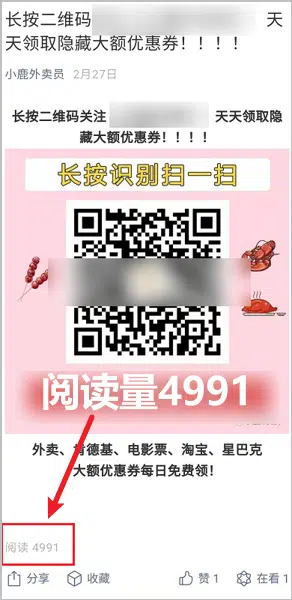 长按二维码 天
天领取隐藏大额优惠券！！！！
小鹿外卖员 2月27日
长按二维码关注 天天领取隐
藏大额优惠券！！！！
长按识别扫一扫
阅读量4991
外卖、肯德基、电影票、淘宝、星巴克
大额优惠券每日免费领！
阅读 4991
分享 收藏 赞 1 在看 1